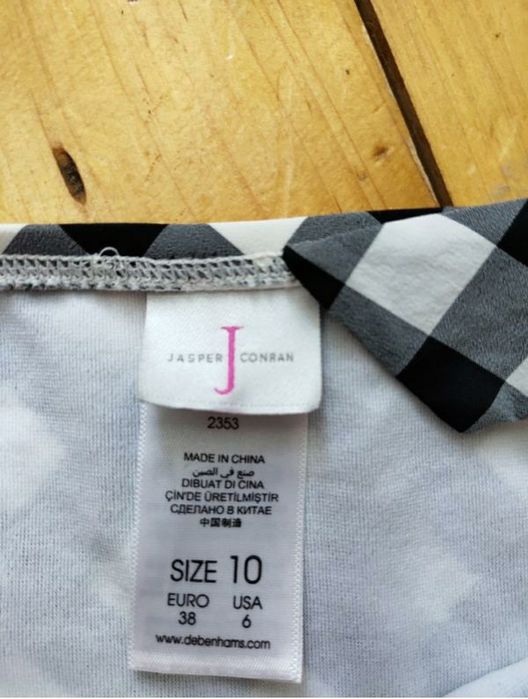 JASPER J CONRAN
2353
MADE IN CHINA
صنع في الصين
DIBUAT DI CINA
ÇİN'DE ÜRETİLMİŞTİR
СДЕЛАНО В КИТАЕ
中国制造
SIZE 10
EURO USA
38 6
www.debenhams.com